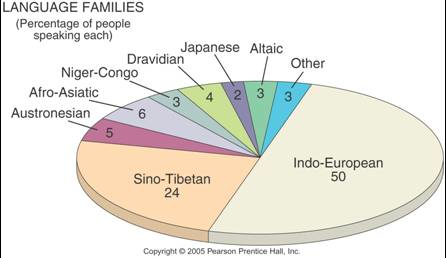 LANGUAGE FAMILIES
(Percentage of people
speaking each)
Japanese
Altaic
Dravidian
Other
Niger-Congo
Afro-Asiatic
Austronesian
5
6
3
4
2
3
3
Indo-European
50
Sino-Tibetan
24
Copyright © 2005 Pearson Prentice Hall, Inc.